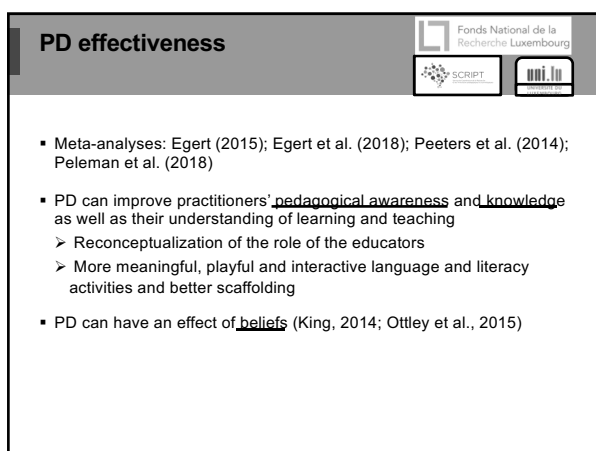 PD effectiveness
Fonds National de la
Recherche Luxembourg
SCRIPT
uni.lu
UNIVERSITÉ DU
LUXEMBOURG
▪ Meta-analyses: Egert (2015); Egert et al. (2018); Peeters et al. (2014);
Peleman et al. (2018)
▪ PD can improve practitioners’ pedagogical awareness and knowledge
as well as their understanding of learning and teaching
➢ Reconceptualization of the role of the educators
➢ More meaningful, playful and interactive language and literacy
activities and better scaffolding
▪ PD can have an effect of beliefs (King, 2014; Ottley et al., 2015)